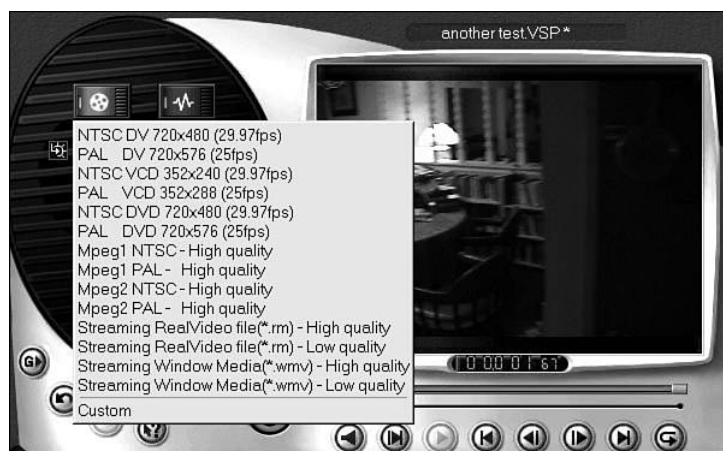 another test.VSP *
NTSC DV 720x480 (29.97fps)
PAL DV 720x576 (25fps)
NTSC VCD 352x240 (29.97fps)
PAL VCD 352x288 (25fps)
NTSC DVD 720x480 (29.97fps)
PAL DVD 720x576 (25fps)
Mpeg1 NTSC - High quality
Mpeg1 PAL - High quality
Mpeg2 NTSC - High quality
Mpeg2 PAL - High quality
Streaming RealVideo file(*.rm) - High quality
Streaming RealVideo file(*.rm) - Low quality
Streaming Window Media(*.wmv) - High quality
Streaming Window Media(*.wmv) - Low quality
Custom
G